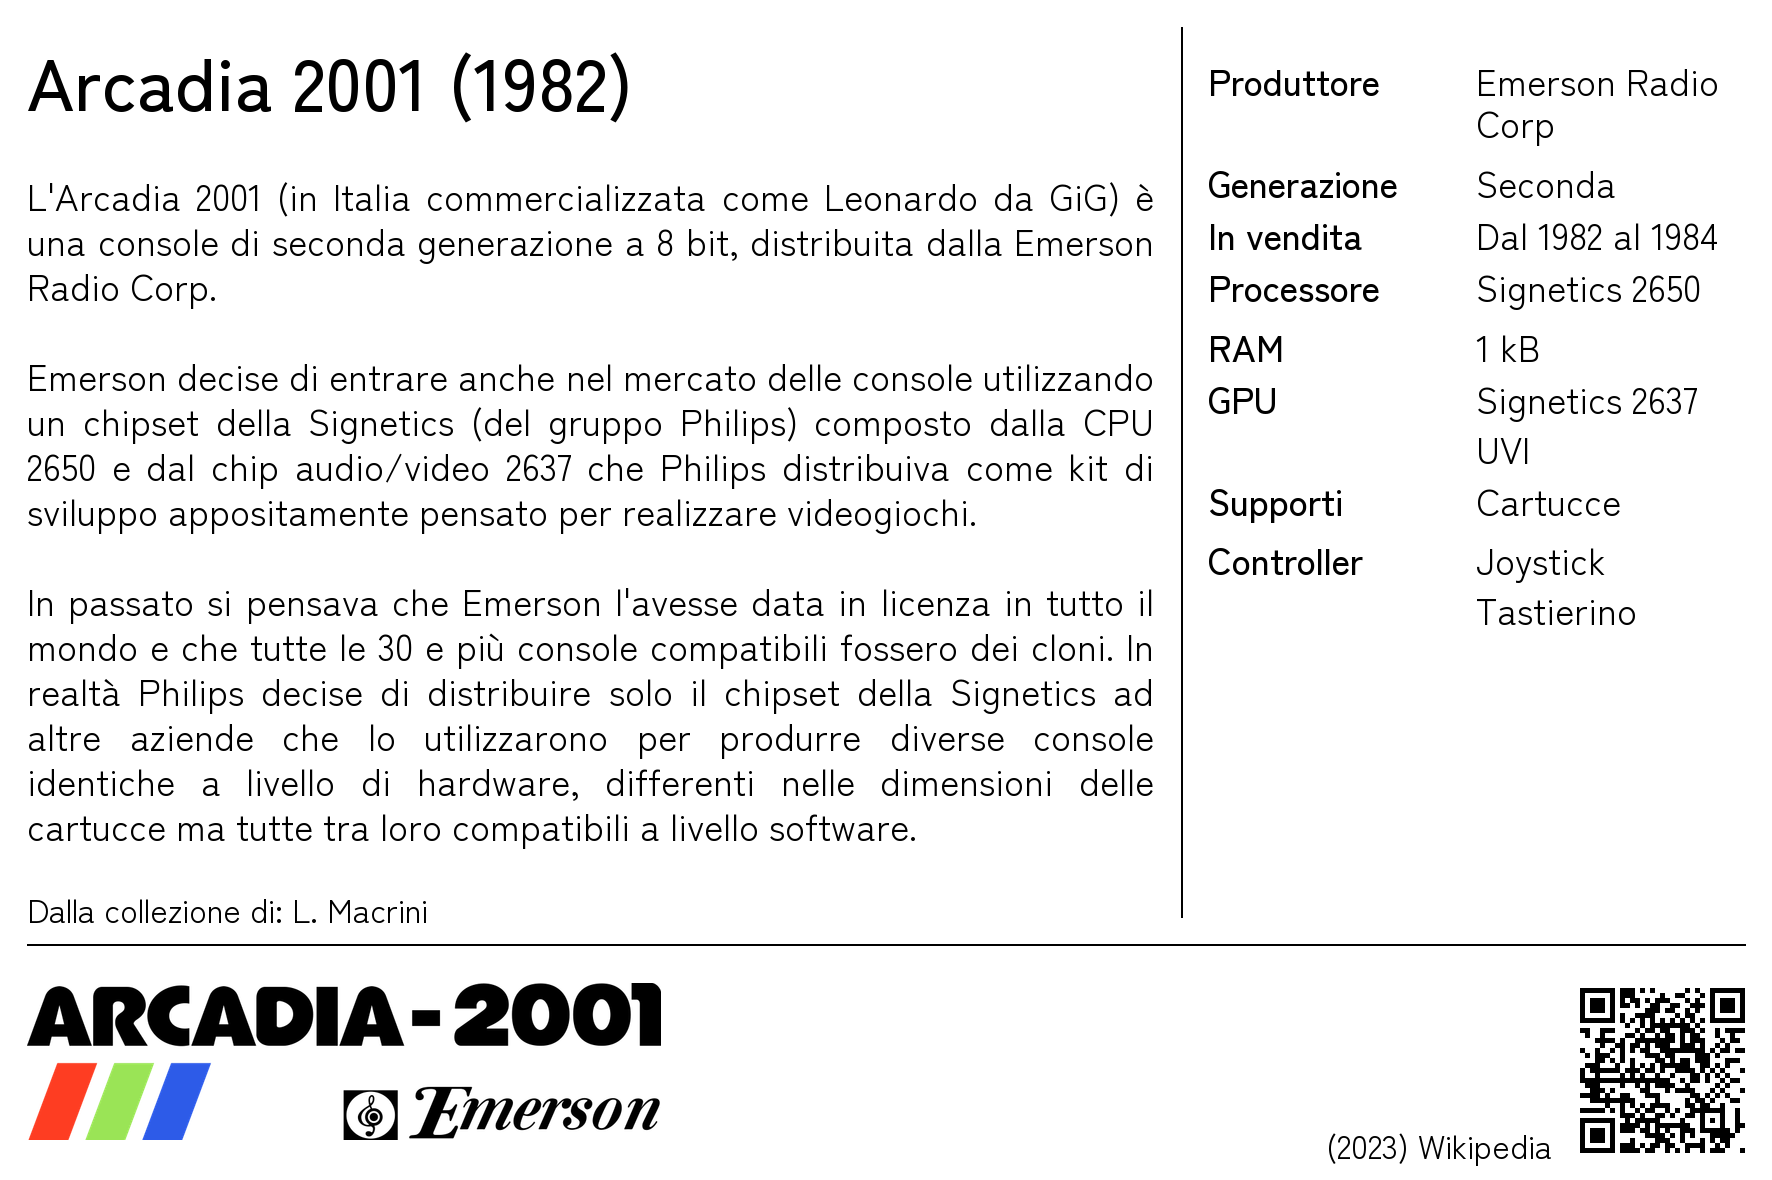 Arcadia 2001 (1982)
L'Arcadia 2001 (in Italia commercializzata come Leonardo da GiG) è
una console di seconda generazione a 8 bit, distribuita dalla Emerson
Radio Corp.
Emerson decise di entrare anche nel mercato delle console utilizzando
un chipset della Signetics (del gruppo Philips) composto dalla CPU
2650 e dal chip audio/video 2637 che Philips distribuiva come kit di
sviluppo appositamente pensato per realizzare videogiochi.
In passato si pensava che Emerson l'avesse data in licenza in tutto il
mondo e che tutte le 30 e più console compatibili fossero dei cloni. In
realtà Philips decise di distribuire solo il chipset della Signetics ad
altre aziende che lo utilizzarono per produrre diverse console
identiche a livello di hardware, differenti nelle dimensioni delle
cartucce ma tutte tra loro compatibili a livello software.
Dalla collezione di: L. Macrini
Produttore Emerson Radio
Corp
Generazione Seconda
In vendita Dal 1982 al 1984
Processore Signetics 2650
RAM 1 kB
GPU Signetics 2637
UVI
Supporti Cartucce
Controller Joystick
Tastierino
ARCADIA-2001
Emerson
(2023) Wikipedia